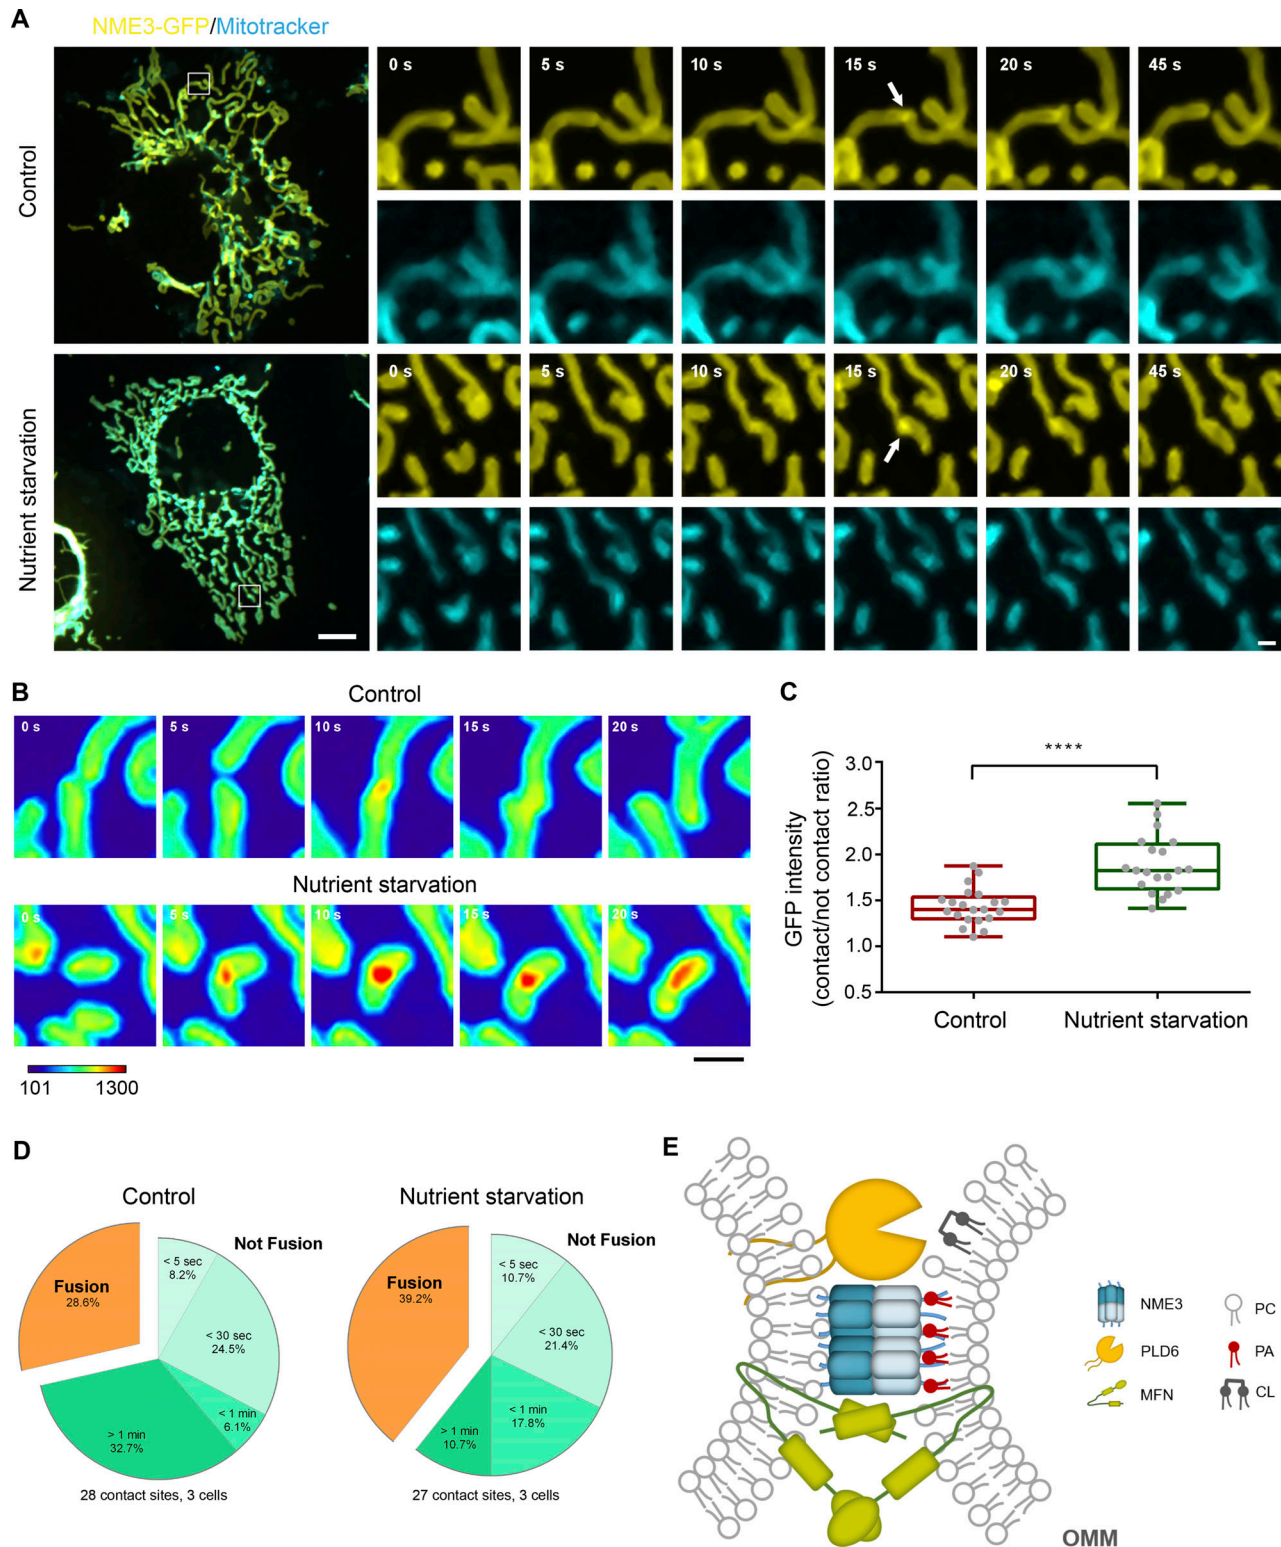 A
NME3-GFP/Mitotracker
Control
0 s
5 s
10 s
15 s
20 s
45 s
Nutrient starvation
0 s
5 s
10 s
15 s
20 s
45 s
B
Control
0 s
5 s
10 s
15 s
20 s
Nutrient starvation
0 s
5 s
10 s
15 s
20 s
101
1300
C
GFP intensity
(contact/not contact ratio)
3.0
2.5
2.0
1.5
1.0
0.5
****
Control
Nutrient starvation
D
Control
Fusion
28.6%
Not Fusion
< 5 sec
8.2%
< 30 sec
24.5%
< 1 min
6.1%
> 1 min
32.7%
28 contact sites, 3 cells
Nutrient starvation
Fusion
39.2%
Not Fusion
< 5 sec
10.7%
< 30 sec
21.4%
< 1 min
17.8%
> 1 min
10.7%
27 contact sites, 3 cells
E
NME3
PLD6
MFN
PC
PA
CL
OMM